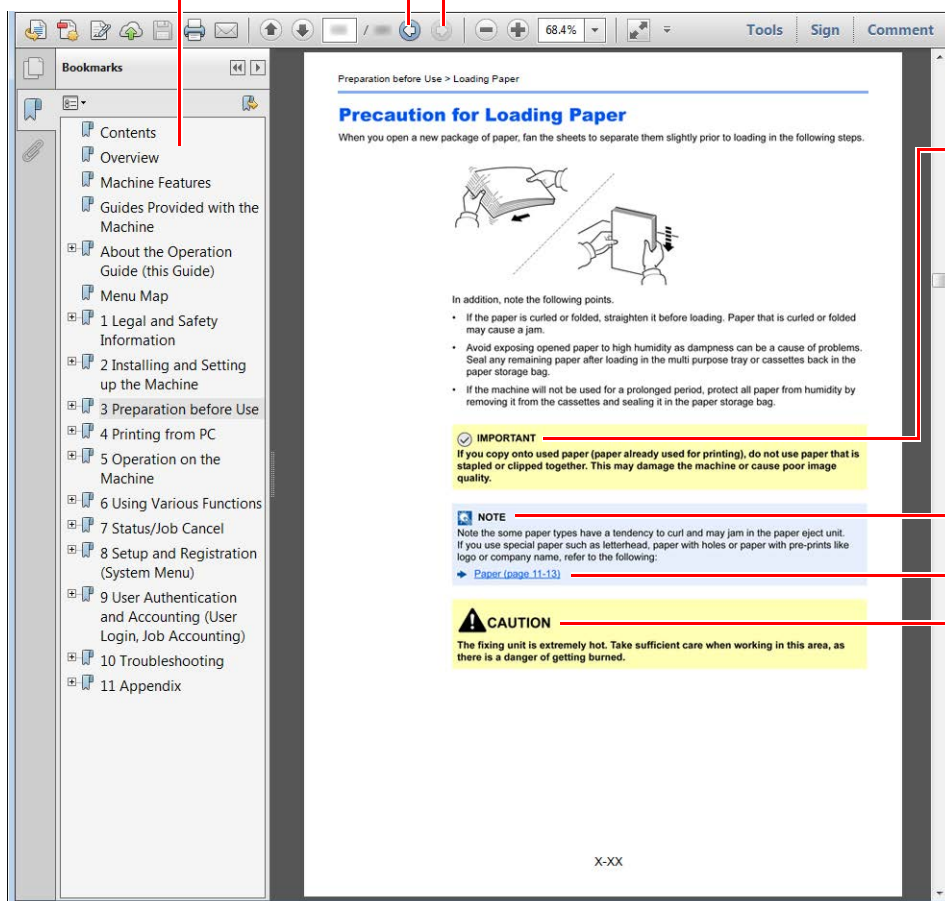 /
68.4%
Tools
Sign
Comment
Bookmarks
Contents
Overview
Machine Features
Guides Provided with the
Machine
About the Operation
Guide (this Guide)
Menu Map
1 Legal and Safety
Information
2 Installing and Setting
up the Machine
3 Preparation before Use
4 Printing from PC
5 Operation on the
Machine
6 Using Various Functions
7 Status/Job Cancel
8 Setup and Registration
(System Menu)
9 User Authentication
and Accounting (User
Login, Job Accounting)
10 Troubleshooting
11 Appendix
Preparation before Use > Loading Paper
Precaution for Loading Paper
When you open a new package of paper, fan the sheets to separate them slightly prior to loading in the following steps.
In addition, note the following points.
• If the paper is curled or folded, straighten it before loading. Paper that is curled or folded
may cause a jam.
• Avoid exposing opened paper to high humidity as dampness can be a cause of problems.
Seal any remaining paper after loading in the multi purpose tray or cassettes back in the
paper storage bag.
• If the machine will not be used for a prolonged period, protect all paper from humidity by
removing it from the cassettes and sealing it in the paper storage bag.
IMPORTANT
If you copy onto used paper (paper already used for printing), do not use paper that is
stapled or clipped together. This may damage the machine or cause poor image
quality.
NOTE
Note the some paper types have a tendency to curl and may jam in the paper eject unit.
If you use special paper such as letterhead, paper with holes or paper with pre-prints like
logo or company name, refer to the following:
Paper (page 11-13)
CAUTION
The fixing unit is extremely hot. Take sufficient care when working in this area, as
there is a danger of getting burned.
X-XX